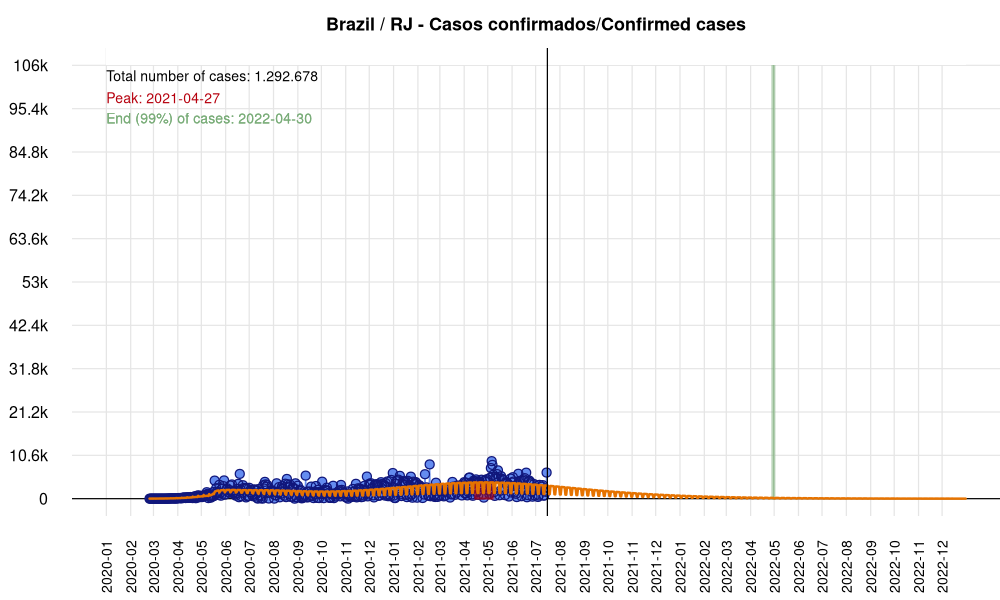 Brazil / RJ - Casos confirmados/Confirmed cases
106k
95.4k
84.8k
74.2k
63.6k
53k
42.4k
31.8k
21.2k
10.6k
0
Total number of cases: 1.292.678
Peak: 2021-04-27
End (99%) of cases: 2022-04-30
2020-01
2020-02
2020-03
2020-04
2020-05
2020-06
2020-07
2020-08
2020-09
2020-10
2020-11
2020-12
2021-01
2021-02
2021-03
2021-04
2021-05
2021-06
2021-07
2021-08
2021-09
2021-10
2021-11
2021-12
2022-01
2022-02
2022-03
2022-04
2022-05
2022-06
2022-07
2022-08
2022-09
2022-10
2022-11
2022-12